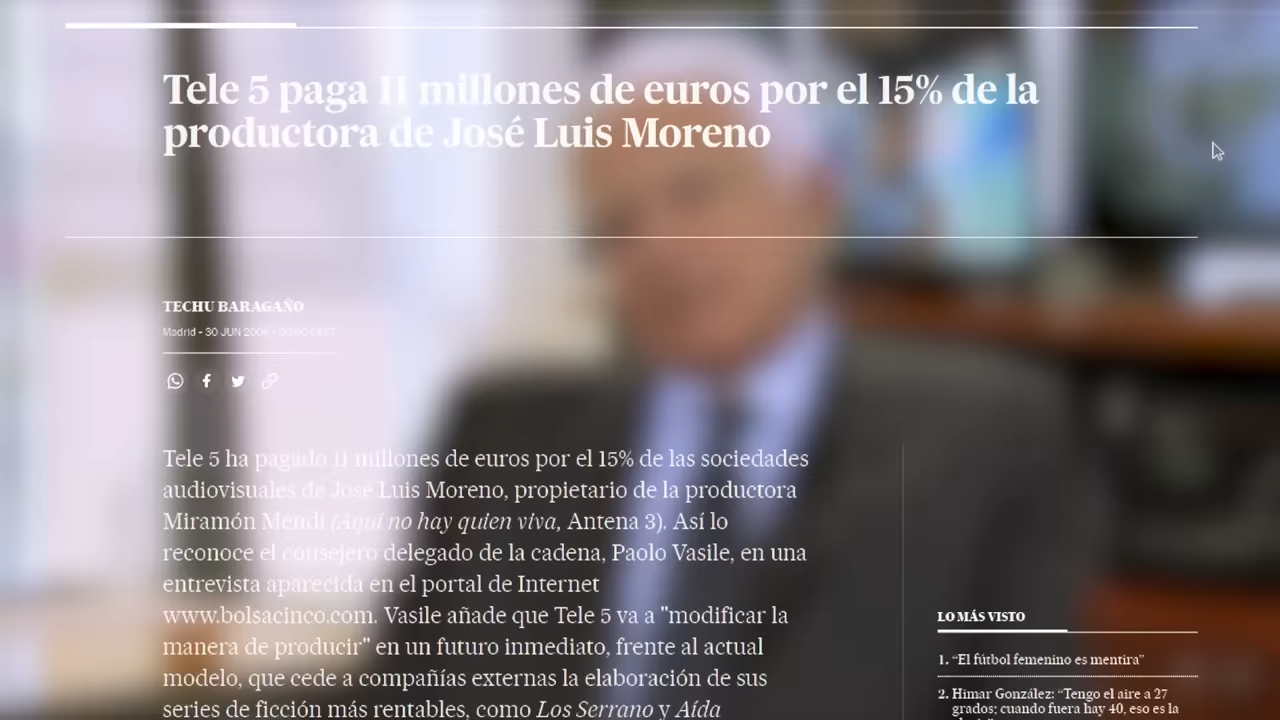 Tele 5 paga 11 millones de euros por el 15% de la
productora de José Luis Moreno
TECHU BARAGAÑO
Madrid - 30 JUN
Tele 5 ha pagado 11 millones de euros por el 15% de las sociedades
audiovisuales de José Luis Moreno, propietario de la productora
Miramón Mendi (Aquí no hay quien viva, Antena 3). Así lo
reconoce el consejero delegado de la cadena, Paolo Vasile, en una
entrevista aparecida en el portal de Internet
www.bolsacinco.com. Vasile añade que Tele 5 va a "modificar la
manera de producir" en un futuro inmediato, frente al actual
modelo, que cede a compañías externas la elaboración de sus
series de ficción más rentables, como Los Serrano y Aída
LO MÁS VISTO
1. “El fútbol femenino es mentira”
2. Himar González: “Tengo el aire a 27
grados; cuando fuera hay 40, eso es la